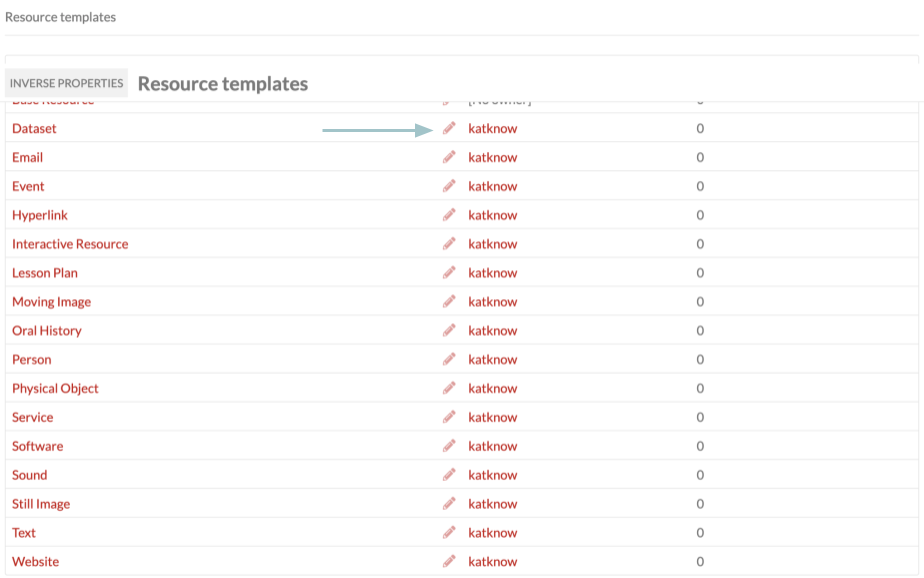 Resource templates
INVERSE PROPERTIES Resource templates
Base Resource [No owner] 0
Dataset katknow 0
Email katknow 0
Event katknow 0
Hyperlink katknow 0
Interactive Resource katknow 0
Lesson Plan katknow 0
Moving Image katknow 0
Oral History katknow 0
Person katknow 0
Physical Object katknow 0
Service katknow 0
Software katknow 0
Sound katknow 0
Still Image katknow 0
Text katknow 0
Website katknow 0